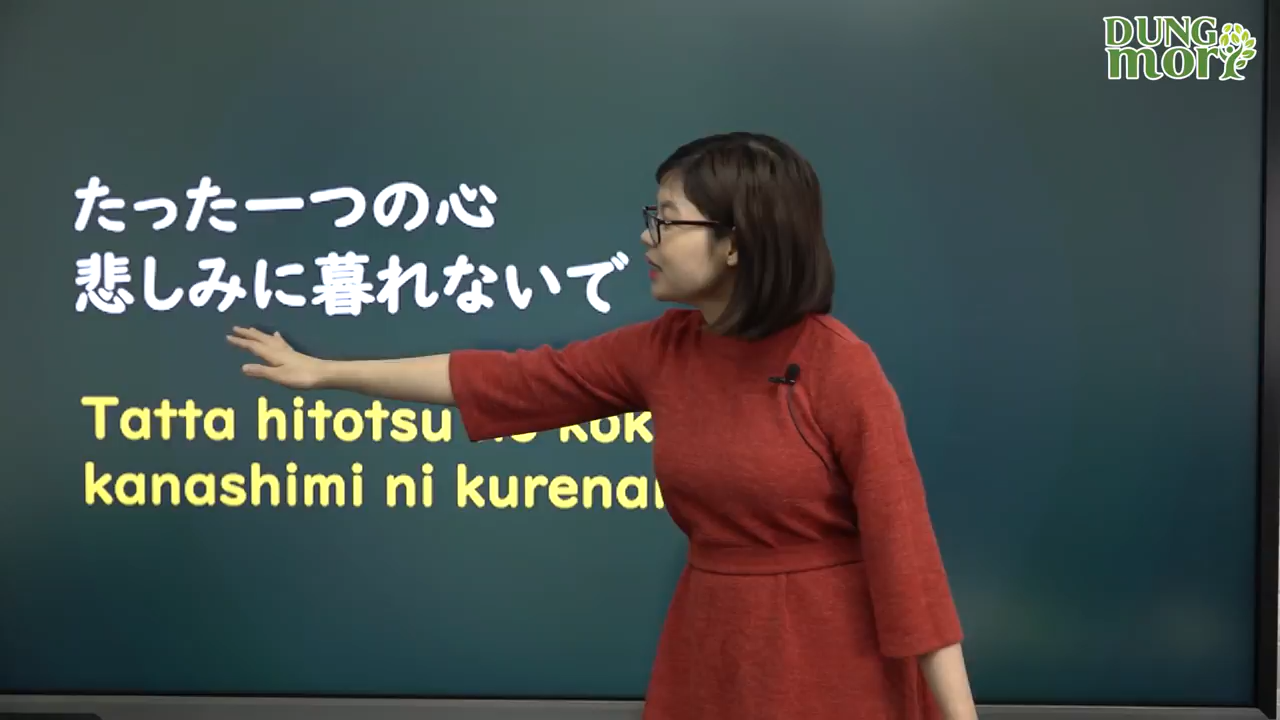 DUNG
mori
たった一つの心
悲しみに暮れないで
Tatta hitotsu
kanashimi ni